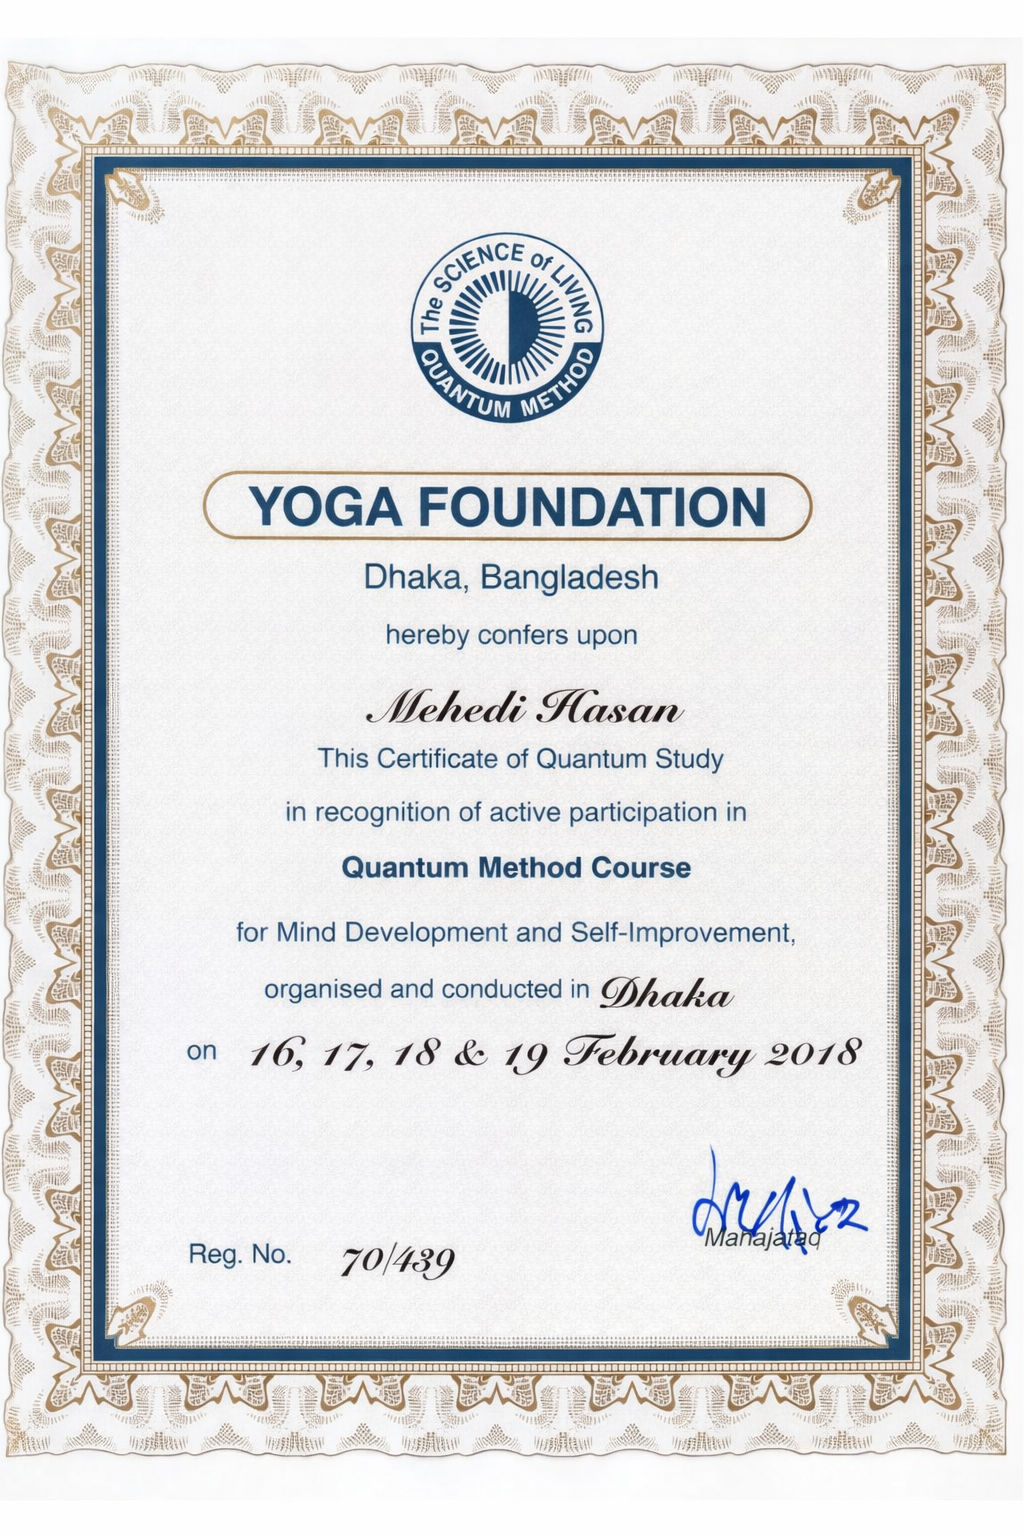 The SCIENCE of LIVING
QUANTUM METHOD
YOGA FOUNDATION
Dhaka, Bangladesh
hereby confers upon
Mehedi Hasan
This Certificate of Quantum Study
in recognition of active participation in
Quantum Method Course
for Mind Development and Self-Improvement,
organised and conducted in Dhaka
on 16, 17, 18 & 19 February 2018
Mahajataq
Reg. No. 70/439